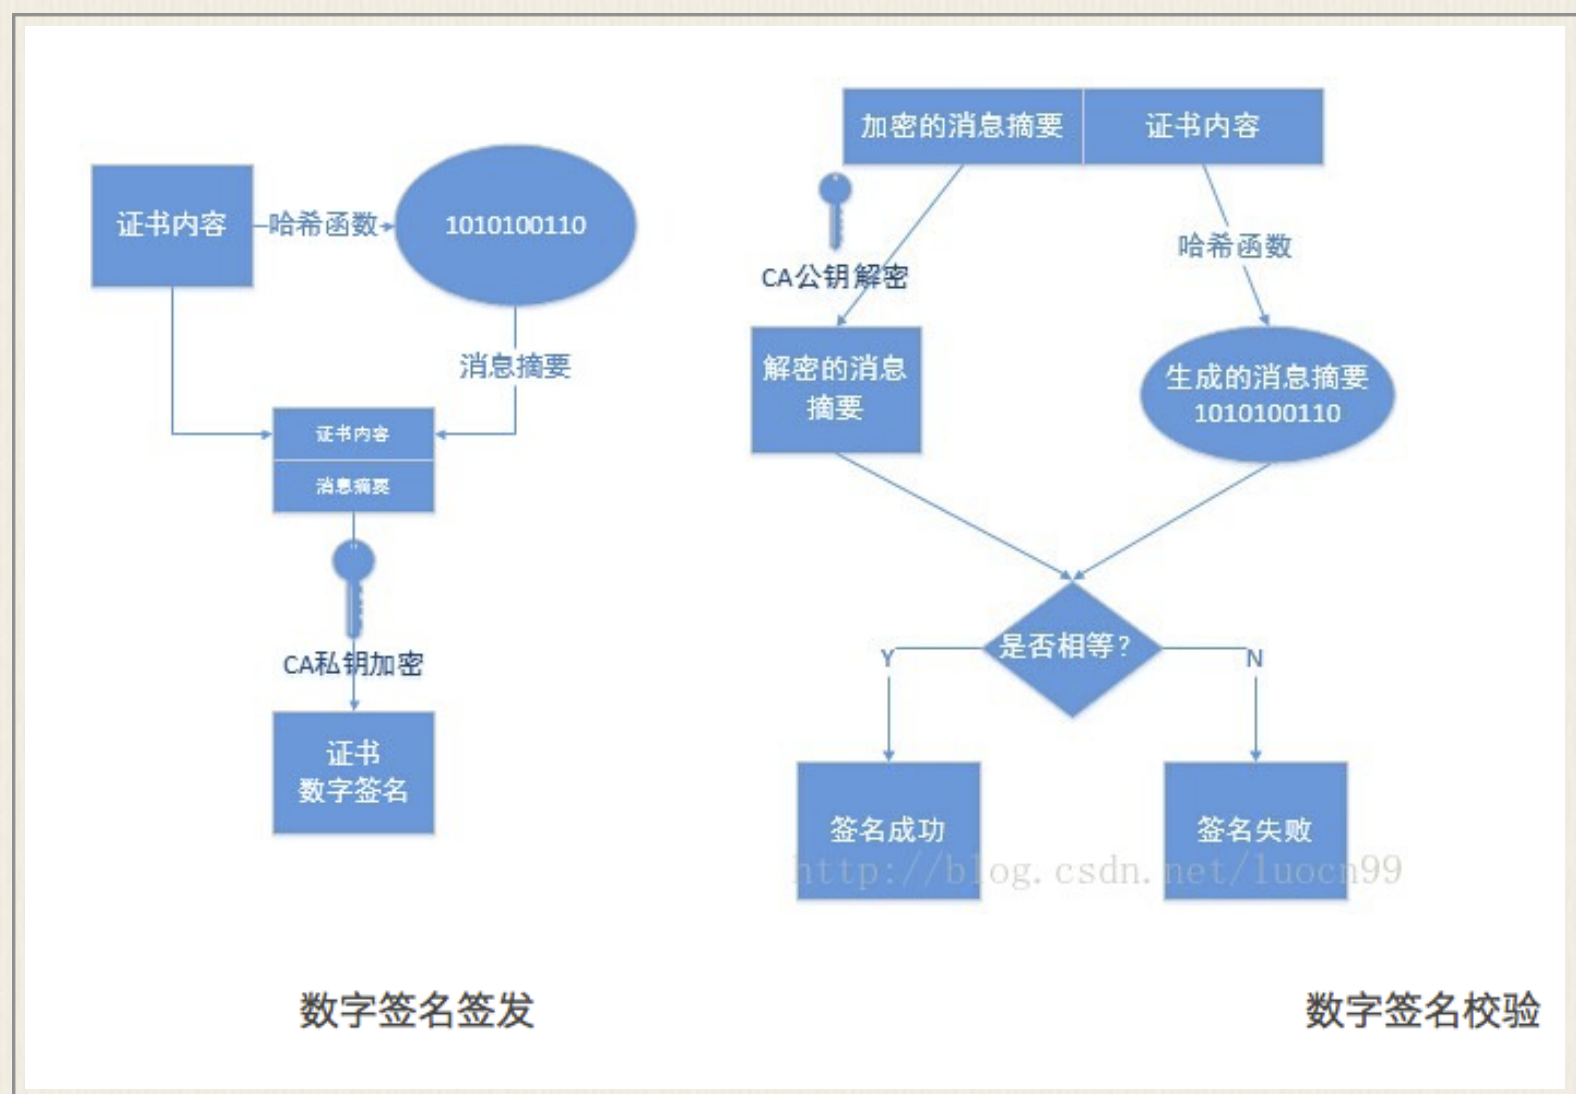 证书内容
哈希函数
1010100110
消息摘要
证书内容
消息摘要
CA私钥加密
证书
数字签名
数字签名签发
加密的消息摘要
证书内容
CA公钥解密
哈希函数
解密的消息
摘要
生成的消息摘要
1010100110
是否相等？
Y
N
签名成功
签名失败
http://blog.csdn.net/luocn99
数字签名校验